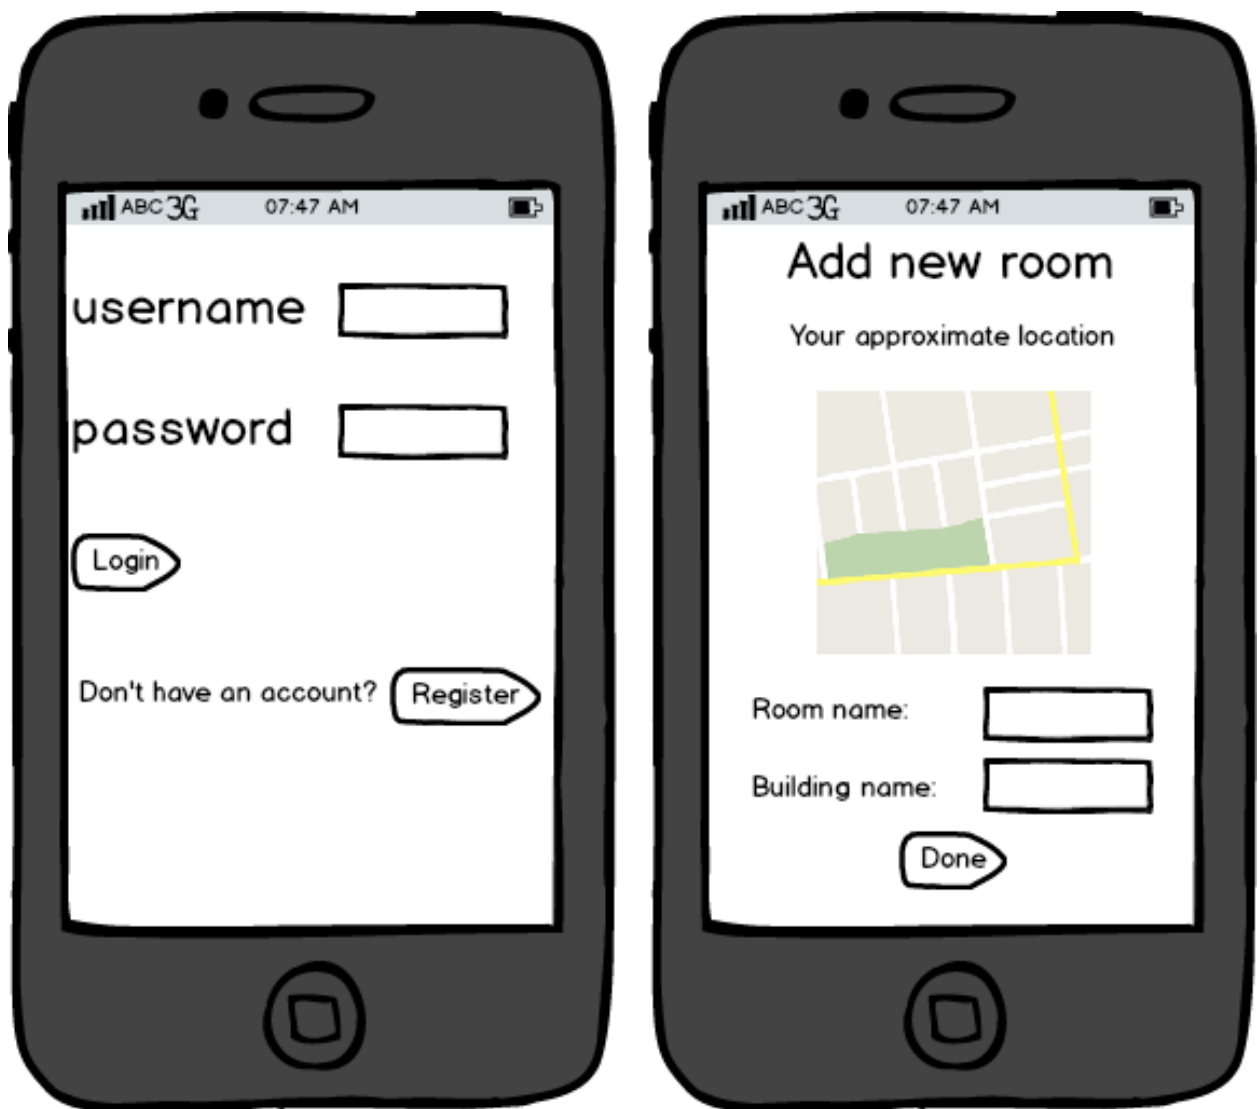 ABC 3G 07:47 AM
username
password
Login
Don't have an account? Register
ABC 3G 07:47 AM
Add new room
Your approximate location
Room name:
Building name:
Done